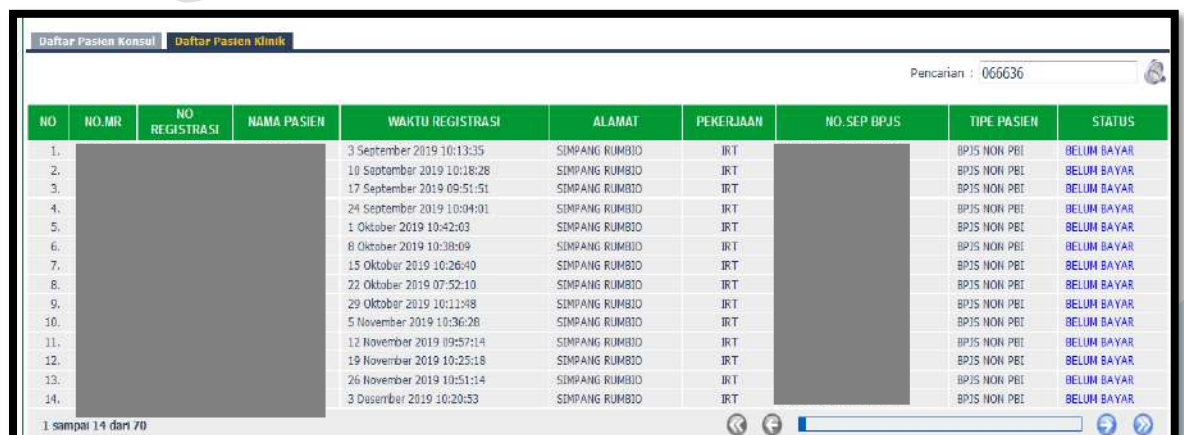 Daftar Pasien Konsul Daftar Pasien Klinik
Pencarian : 066636
NO NO.MR NO REGISTRASI NAMA PASIEN WAKTU REGISTRASI ALAMAT PEKERJAAN NO.SEP BPJS TIPE PASIEN STATUS
1. 3 September 2019 10:13:35 SIMPANG RUMBIO IRT BPJS NON PBI BELUM BAYAR
2. 10 September 2019 10:18:28 SIMPANG RUMBIO IRT BPJS NON PBI BELUM BAYAR
3. 17 September 2019 09:51:51 SIMPANG RUMBIO IRT BPJS NON PBI BELUM BAYAR
4. 24 September 2019 10:04:01 SIMPANG RUMBIO IRT BPJS NON PBI BELUM BAYAR
5. 1 Oktober 2019 10:42:03 SIMPANG RUMBIO IRT BPJS NON PBI BELUM BAYAR
6. 8 Oktober 2019 10:38:09 SIMPANG RUMBIO IRT BPJS NON PBI BELUM BAYAR
7. 15 Oktober 2019 10:26:40 SIMPANG RUMBIO IRT BPJS NON PBI BELUM BAYAR
8. 22 Oktober 2019 07:52:10 SIMPANG RUMBIO IRT BPJS NON PBI BELUM BAYAR
9. 29 Oktober 2019 10:11:48 SIMPANG RUMBIO IRT BPJS NON PBI BELUM BAYAR
10. 5 November 2019 10:36:28 SIMPANG RUMBIO IRT BPJS NON PBI BELUM BAYAR
11. 12 November 2019 09:57:14 SIMPANG RUMBIO IRT BPJS NON PBI BELUM BAYAR
12. 19 November 2019 10:25:18 SIMPANG RUMBIO IRT BPJS NON PBI BELUM BAYAR
13. 26 November 2019 10:51:14 SIMPANG RUMBIO IRT BPJS NON PBI BELUM BAYAR
14. 3 Desember 2019 10:20:53 SIMPANG RUMBIO IRT BPJS NON PBI BELUM BAYAR
1 sampai 14 dari 70